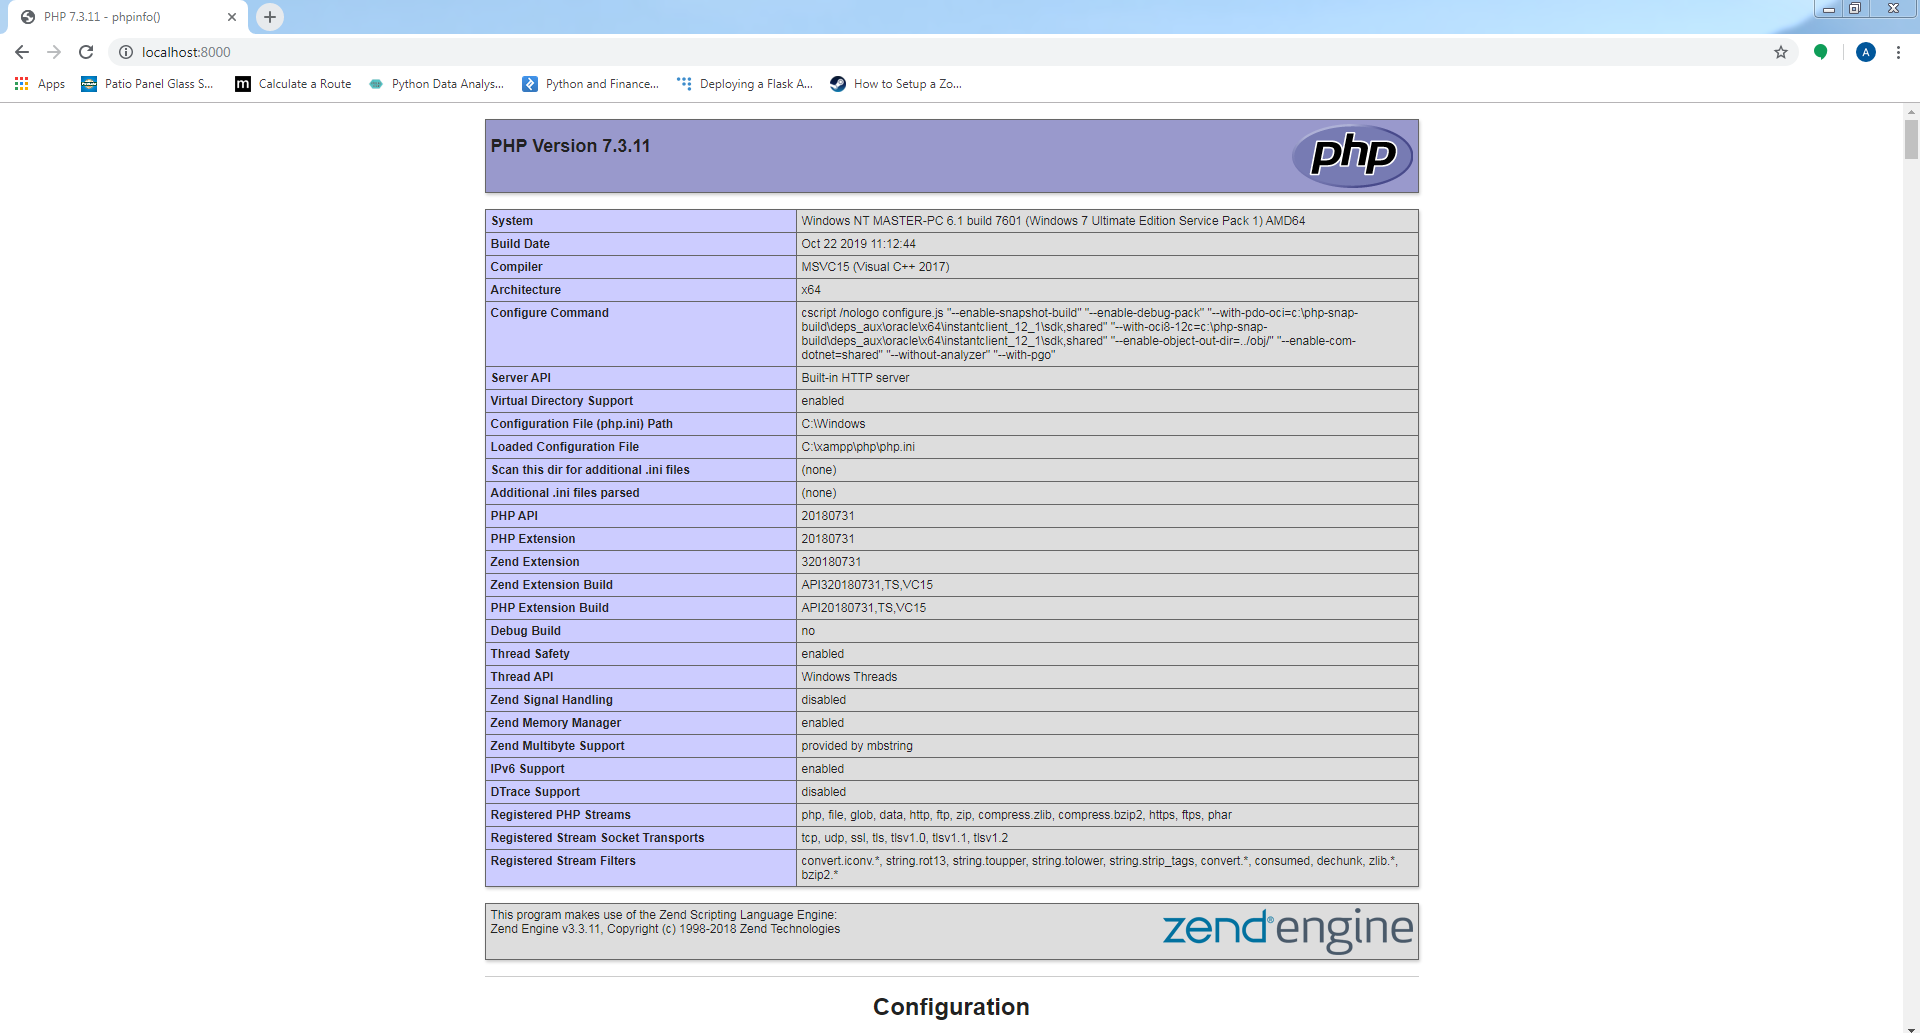 PHP 7.3.11 - phpinfo()
localhost:8000
A
Apps
Patio Panel Glass S...
m
Calculate a Route
Python Data Analys...
Python and Finance...
Deploying a Flask A...
How to Setup a Zo...
PHP Version 7.3.11
php
System Windows NT MASTER-PC 6.1 build 7601 (Windows 7 Ultimate Edition Service Pack 1) AMD64
Build Date Oct 22 2019 11:12:44
Compiler MSVC15 (Visual C++ 2017)
Architecture x64
Configure Command cscript /nologo configure.js "--enable-snapshot-build" "--enable-debug-pack" "--with-pdo-oci=c:\php-snap-
build\deps_aux\oracle\x64\instantclient_12_1\sdk,shared" "--with-oci8-12c=c:\php-snap-
build\deps_aux\oracle\x64\instantclient_12_1\sdk,shared" "--enable-object-out-dir=../obj/" "--enable-com-
dotnet=shared" "--without-analyzer" "--with-pgo"
Server API Built-in HTTP server
Virtual Directory Support enabled
Configuration File (php.ini) Path C:\Windows
Loaded Configuration File C:\xampp\php\php.ini
Scan this dir for additional .ini files (none)
Additional .ini files parsed (none)
PHP API 20180731
PHP Extension 20180731
Zend Extension 320180731
Zend Extension Build API320180731,TS,VC15
PHP Extension Build API20180731,TS,VC15
Debug Build no
Thread Safety enabled
Thread API Windows Threads
Zend Signal Handling disabled
Zend Memory Manager enabled
Zend Multibyte Support provided by mbstring
IPv6 Support enabled
DTrace Support disabled
Registered PHP Streams php, file, glob, data, http, ftp, zip, compress.zlib, compress.bzip2, https, ftps, phar
Registered Stream Socket Transports tcp, udp, ssl, tls, tlsv1.0, tlsv1.1, tlsv1.2
Registered Stream Filters convert.iconv.*, string.rot13, string.toupper, string.tolower, string.strip_tags, convert.*, consumed, dechunk, zlib.*,
bzip2.*
This program makes use of the Zend Scripting Language Engine:
Zend Engine v3.3.11, Copyright (c) 1998-2018 Zend Technologies
zend® engine
Configuration